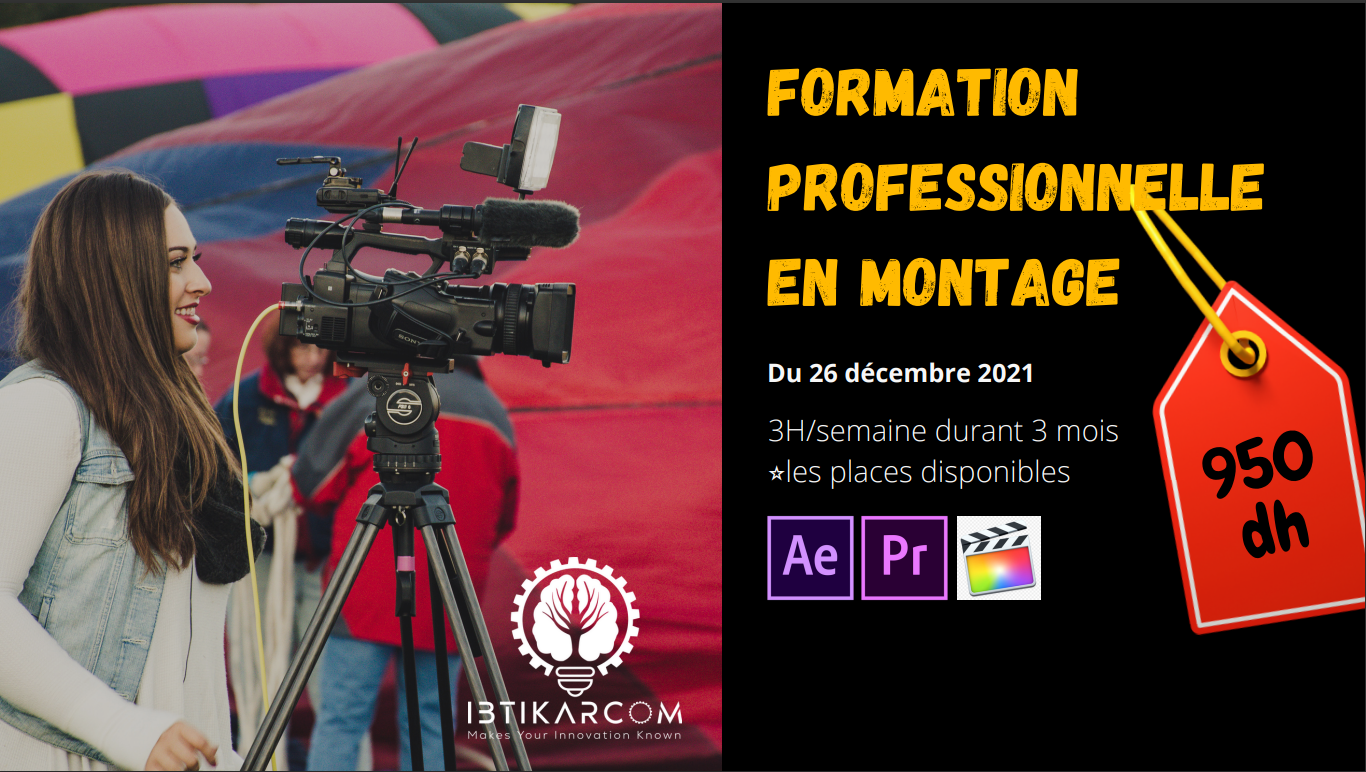 FORMATION
PROFESSIONNELLE
EN MONTAGE
Du 26 décembre 2021
3H/semaine durant 3 mois
☆les places disponibles
Ae Pr
950
dh
SONY
IBTIKARCOM
Makes Your Innovation Known